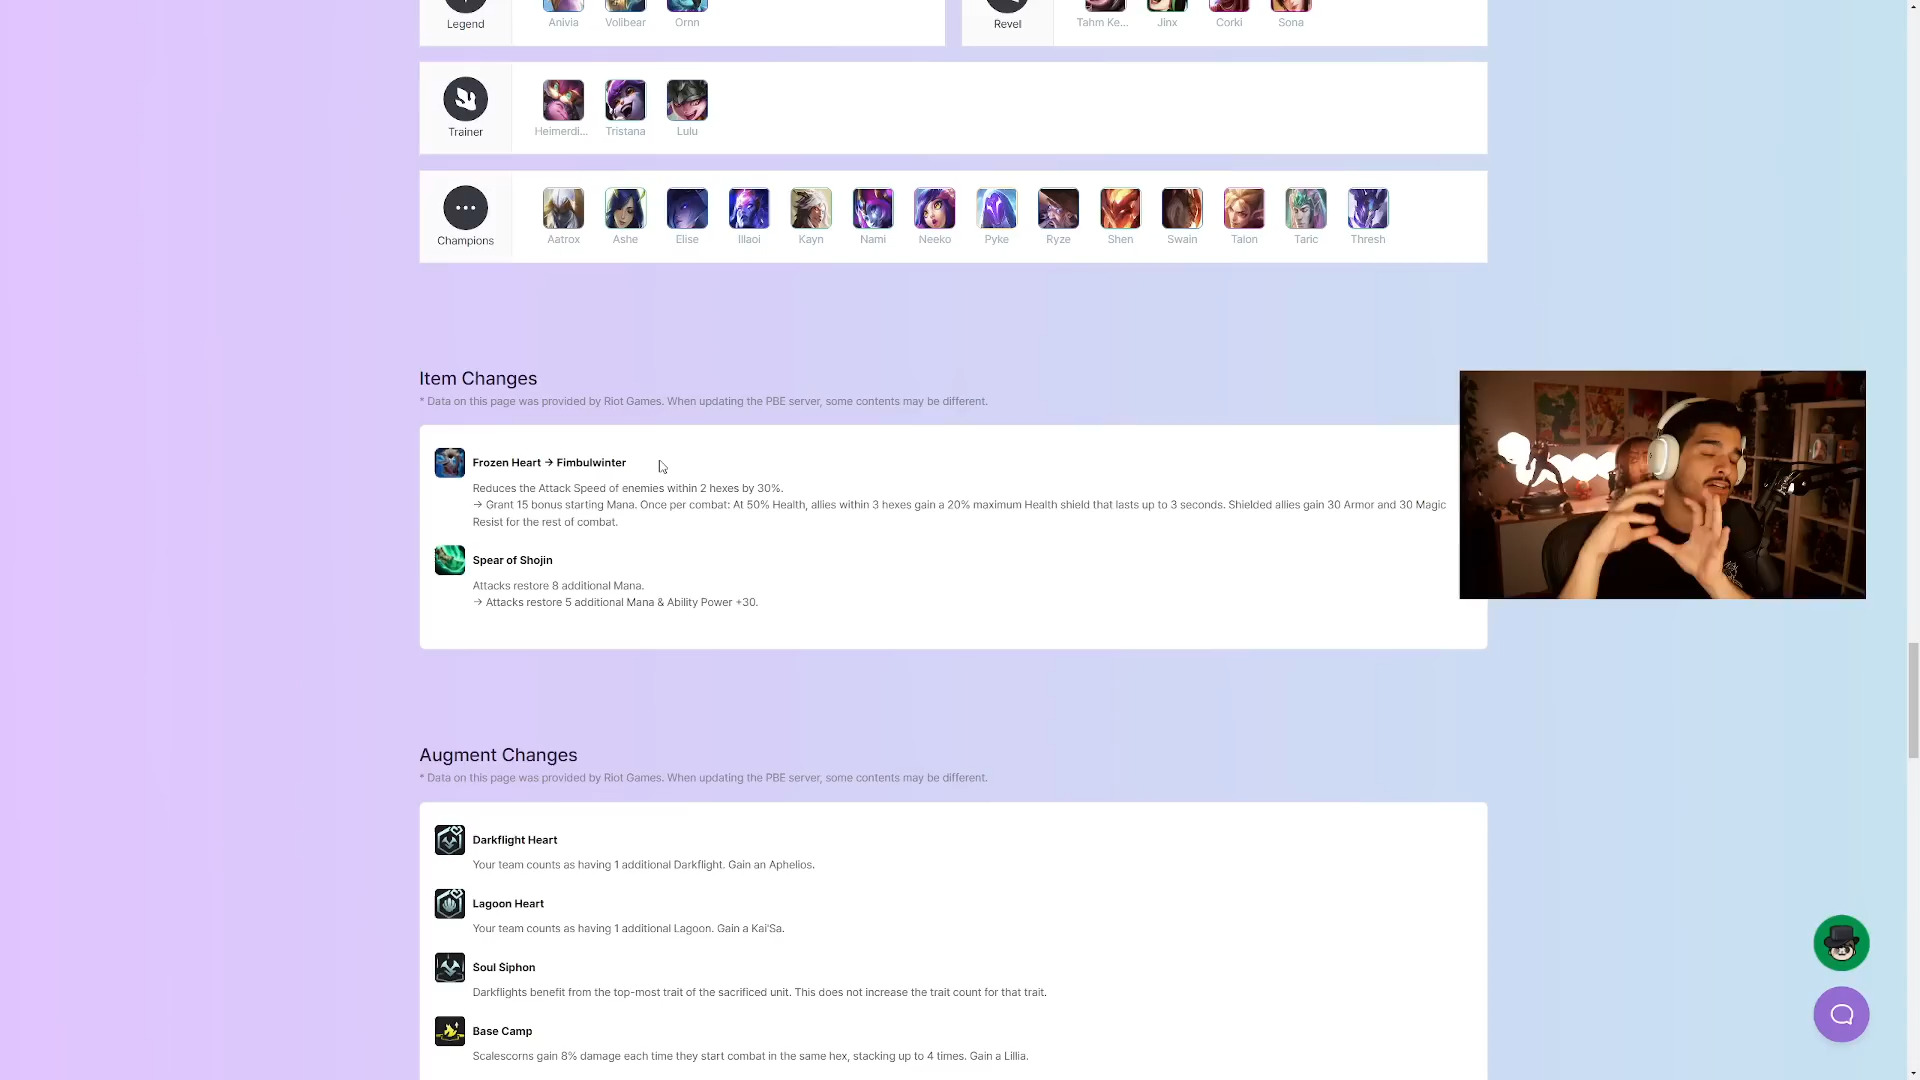 Legend
Anivia
Volibear
Ornn
Revel
Tahm Ke...
Jinx
Corki
Sona
Trainer
Heimerdi...
Tristana
Lulu
Champions
Aatrox
Ashe
Elise
Illaoi
Kayn
Nami
Neeko
Pyke
Ryze
Shen
Swain
Talon
Taric
Thresh
Item Changes
* Data on this page was provided by Riot Games. When updating the PBE server, some contents may be different.
Frozen Heart → Fimbulwinter
Reduces the Attack Speed of enemies within 2 hexes by 30%.
→ Grant 15 bonus starting Mana. Once per combat: At 50% Health, allies within 3 hexes gain a 20% maximum Health shield that lasts up to 3 seconds. Shielded allies gain 30 Armor and 30 Magic
Resist for the rest of combat.
Spear of Shojin
Attacks restore 8 additional Mana.
→ Attacks restore 5 additional Mana & Ability Power +30.
Augment Changes
* Data on this page was provided by Riot Games. When updating the PBE server, some contents may be different.
Darkflight Heart
Your team counts as having 1 additional Darkflight. Gain an Aphelios.
Lagoon Heart
Your team counts as having 1 additional Lagoon. Gain a Kai'Sa.
Soul Siphon
Darkflights benefit from the top-most trait of the sacrificed unit. This does not increase the trait count for that trait.
Base Camp
Scalescorns gain 8% damage each time they start combat in the same hex, stacking up to 4 times. Gain a Lillia.